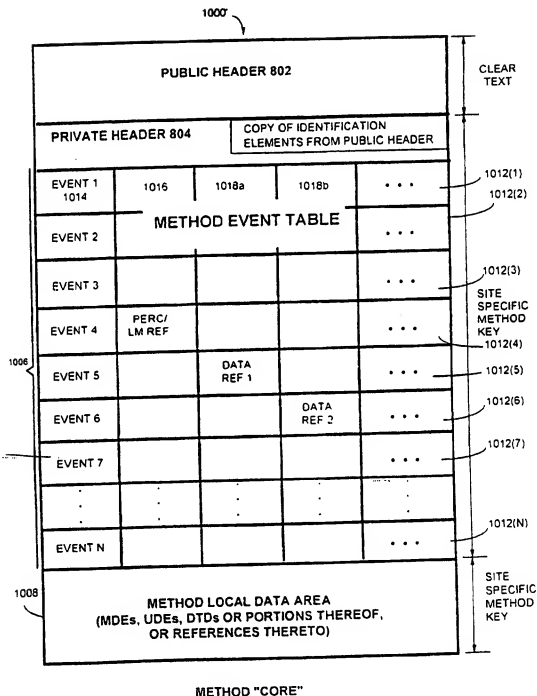 1000
PUBLIC HEADER 802
CLEAR
TEXT
PRIVATE HEADER 804
COPY OF IDENTIFICATION
ELEMENTS FROM PUBLIC HEADER
EVENT 1
1014
1016
1018a
1018b
• • •
1012(1)
1012(2)
METHOD EVENT TABLE
EVENT 2
• • •
EVENT 3
• • •
1012(3)
SITE
SPECIFIC
METHOD
KEY
EVENT 4
PERC/
LM REF
• • •
1012(4)
1006
EVENT 5
DATA
REF 1
• • •
1012(5)
EVENT 6
DATA
REF 2
• • •
1012(6)
EVENT 7
• • •
1012(7)
EVENT N
• • •
1012(N)
1008
METHOD LOCAL DATA AREA
(MDEs, UDEs, DTDs OR PORTIONS THEREOF,
OR REFERENCES THERETO)
SITE
SPECIFIC
METHOD
KEY
METHOD "CORE"